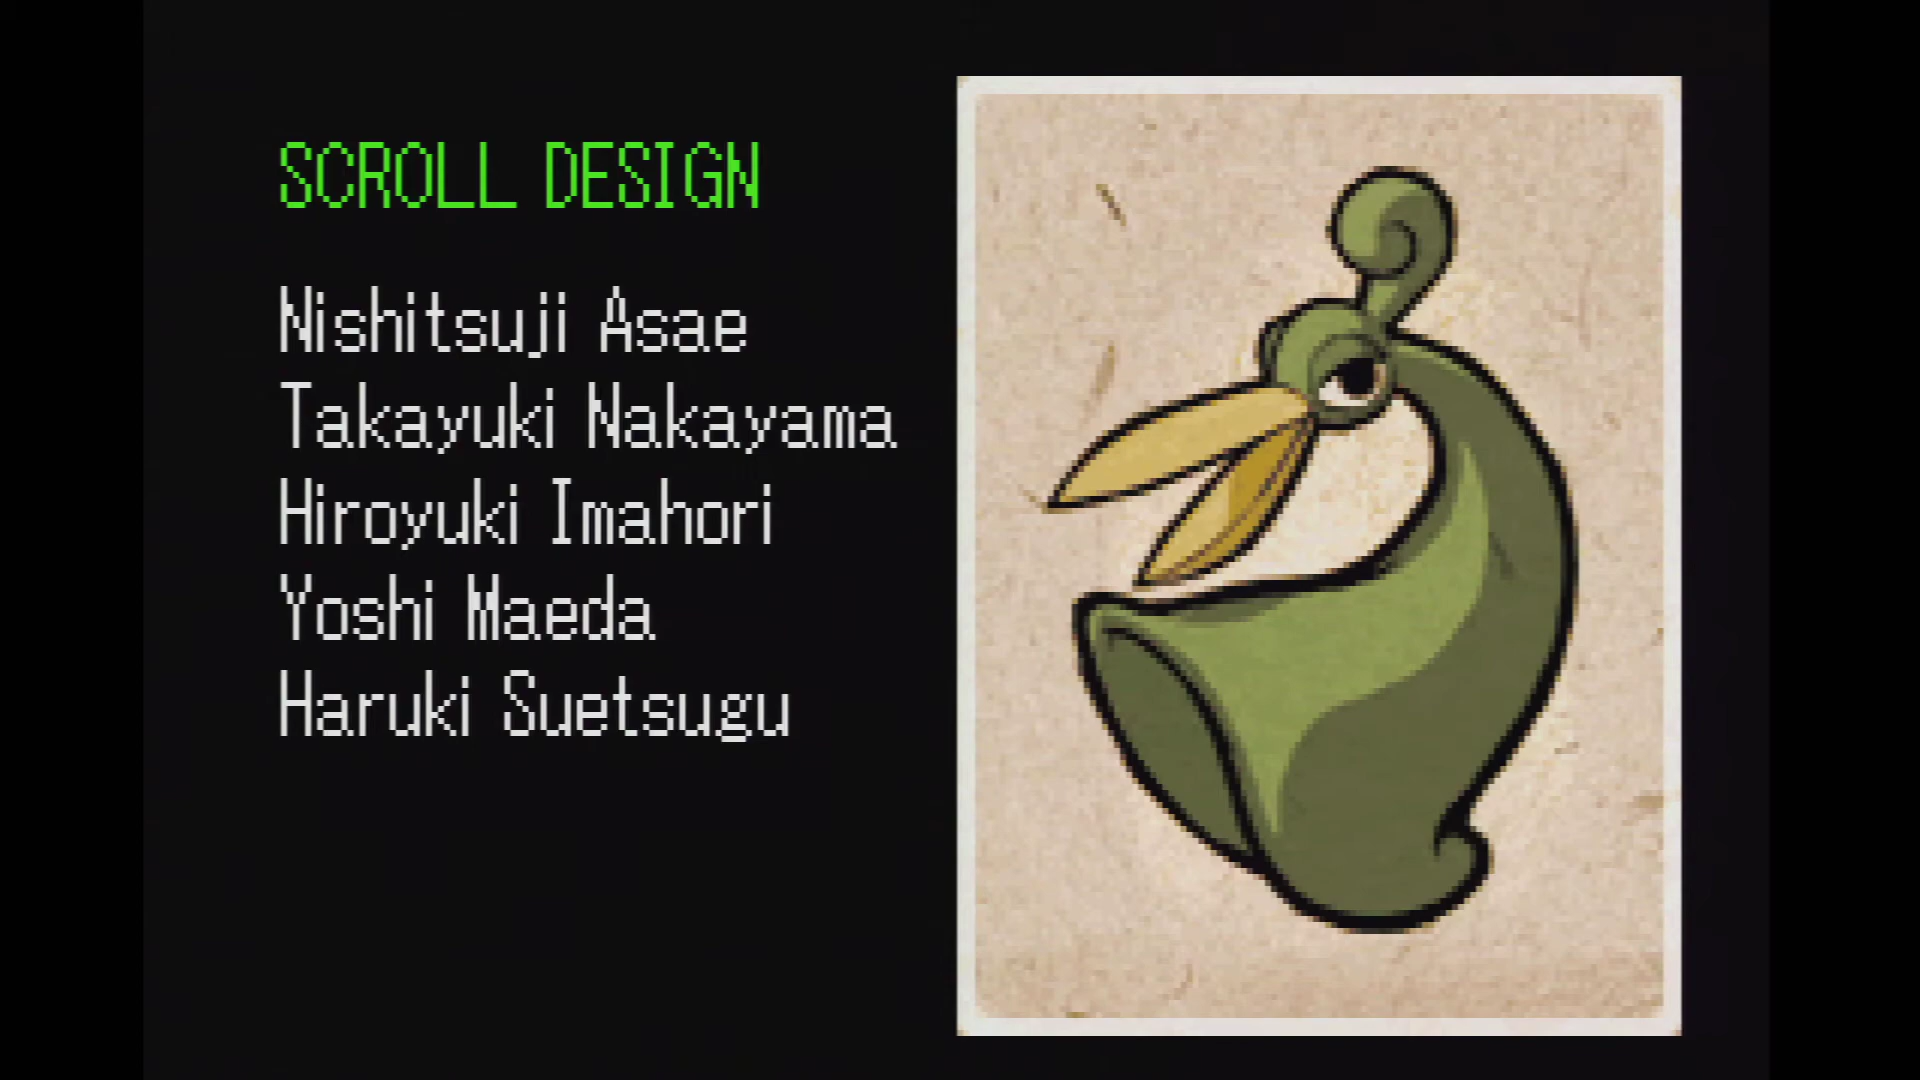 SCROLL DESIGN
Nishitsuji Asae
Takayuki Nakayama
Hiroyuki Imahori
Yoshi Maeda
Haruki Suetsugu